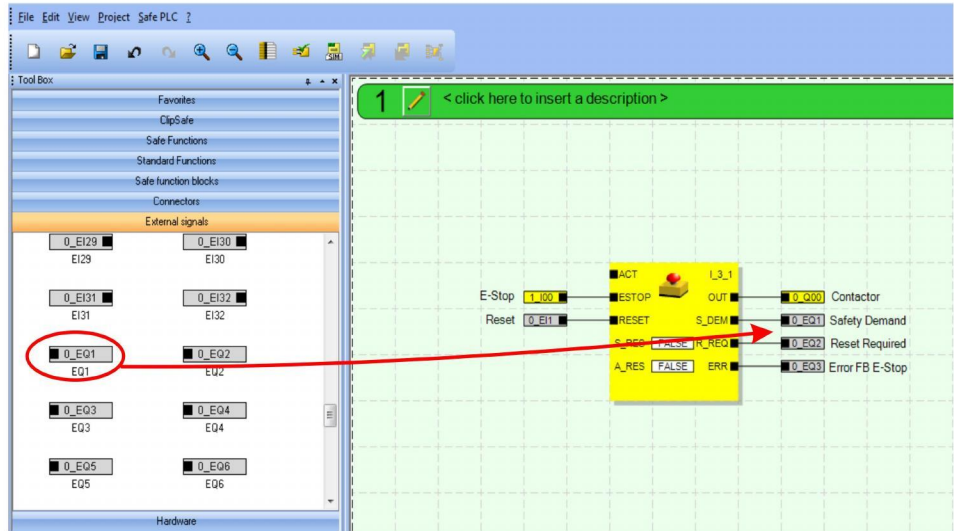 File Edit View Project Safe PLC ?
SIM
Tool Box
Favorites
ClipSafe
Safe Functions
Standard Functions
Safe function blocks
Connectors
External signals
0_EI29 0_EI30
EI29 EI30
0_EI31 0_EI32
EI31 EI32
0_EQ1 0_EQ2
EQ1 EQ2
0_EQ3 0_EQ4
EQ3 EQ4
0_EQ5 0_EQ6
EQ5 EQ6
Hardware
1 < click here to insert a description >
ACT I_3_1
E-Stop 1_I00 ESTOP OUT 0_Q00 Contactor
Reset 0_EI1 RESET S_DEM 0_EQ1 Safety Demand
S_RES FALSE R_REQ 0_EQ2 Reset Required
A_RES FALSE ERR 0_EQ3 Error FB E-Stop